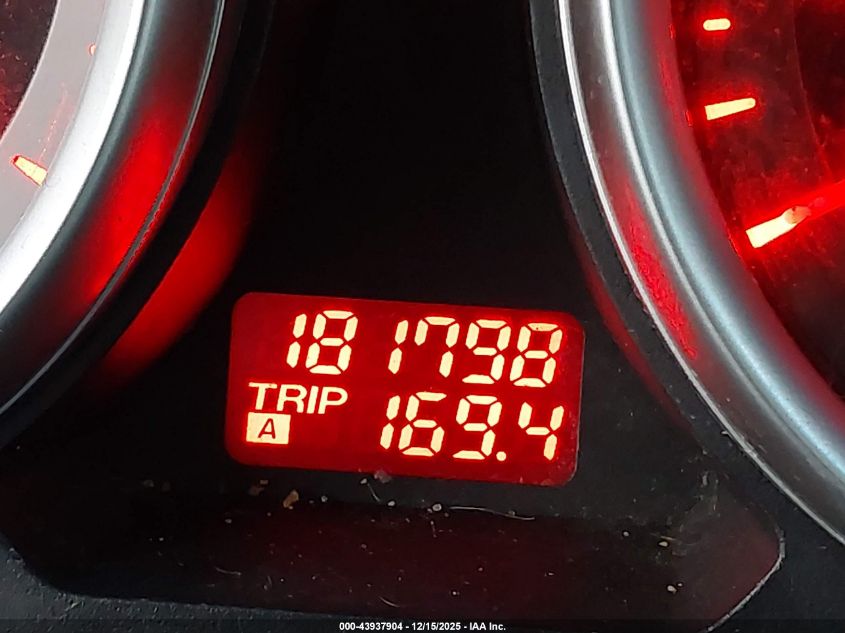 181798
TRIP
A 169.4
000-43937904 - 12/15/2025 - IAA Inc.